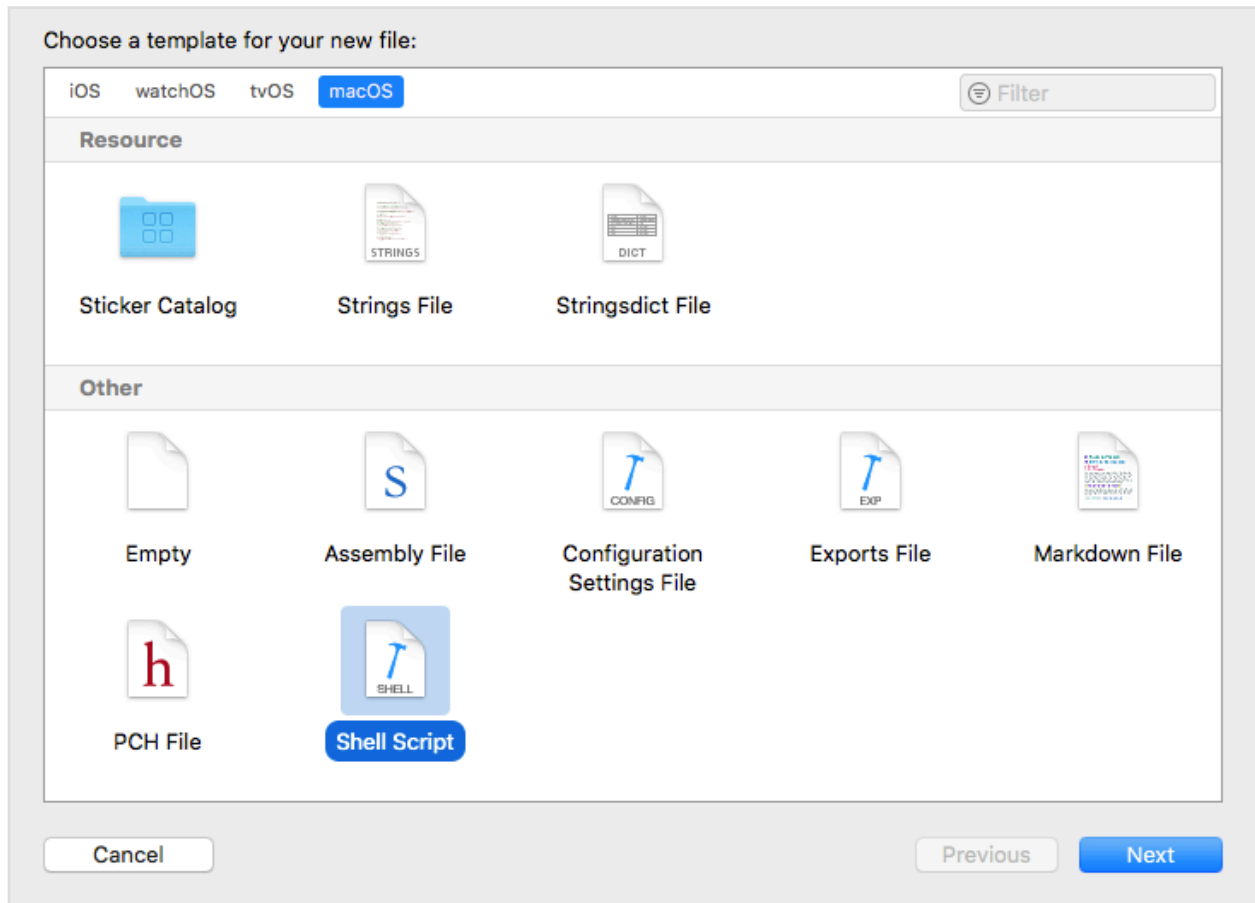 Choose a template for your new file:
iOS watchOS tvOS macOS Filter
Resource
STRINGS DICT
Sticker Catalog Strings File Stringsdict File
Other
S CONFIG EXP
Empty Assembly File Configuration Settings File Exports File Markdown File
h SHELL
PCH File Shell Script
Cancel Previous Next